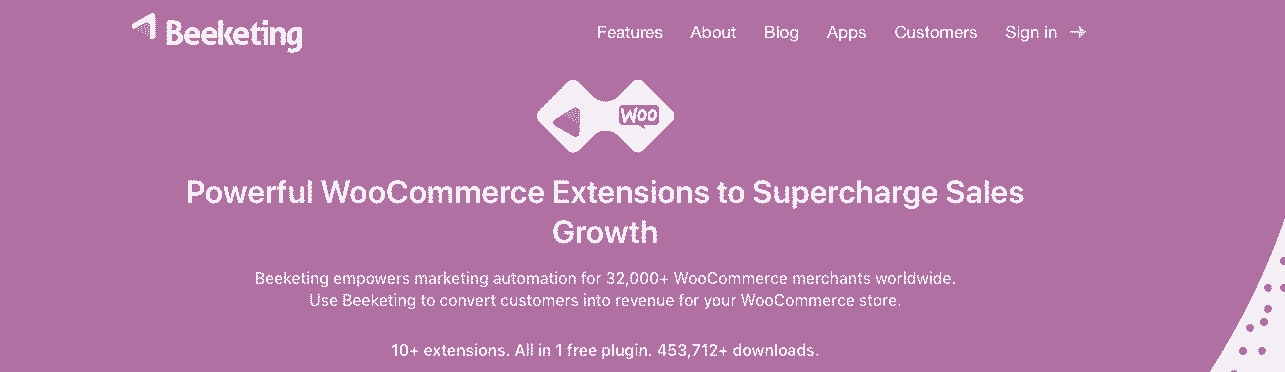 Beeketing Features About Blog Apps Customers Sign in
Woo
Powerful WooCommerce Extensions to Supercharge Sales
Growth
Beeketing empowers marketing automation for 32,000+ WooCommerce merchants worldwide.
Use Beeketing to convert customers into revenue for your WooCommerce store.
10+ extensions. All in 1 free plugin. 453,712+ downloads.